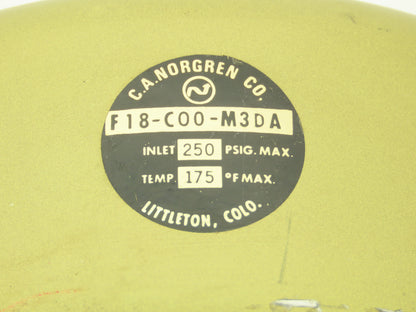 C.A.NORGREN CO.
F18-C00-M3DA
INLET 250 PSIG. MAX.
TEMP. 175 °F MAX.
LITTLETON, COLO.